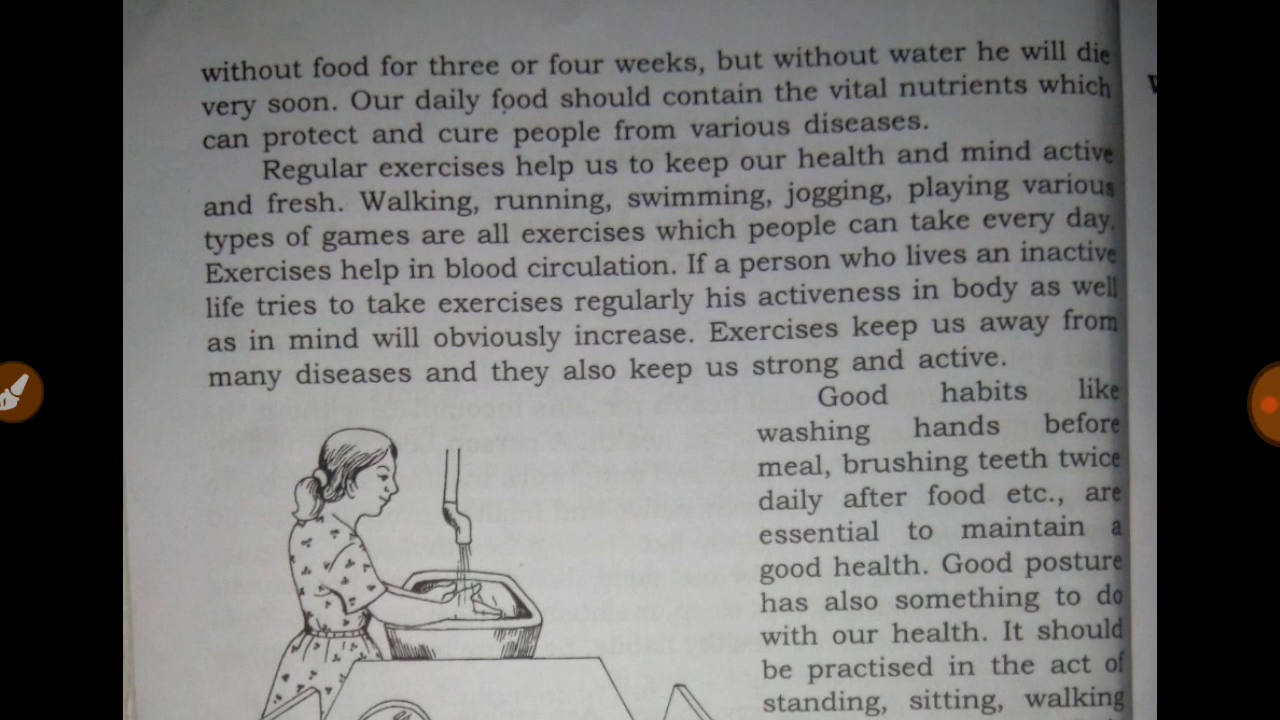 without food for three or four weeks, but without water he will die
very soon. Our daily food should contain the vital nutrients which
can protect and cure people from various diseases.
Regular exercises help us to keep our health and mind active
and fresh. Walking, running, swimming, jogging, playing various
types of games are all exercises which people can take every day.
Exercises help in blood circulation. If a person who lives an inactive
life tries to take exercises regularly his activeness in body as well
as in mind will obviously increase. Exercises keep us away from
many diseases and they also keep us strong and active.
Good habits like
washing hands before
meal, brushing teeth twice
daily after food etc., are
essential to maintain a
good health. Good posture
has also something to do
with our health. It should
be practised in the act of
standing, sitting, walking